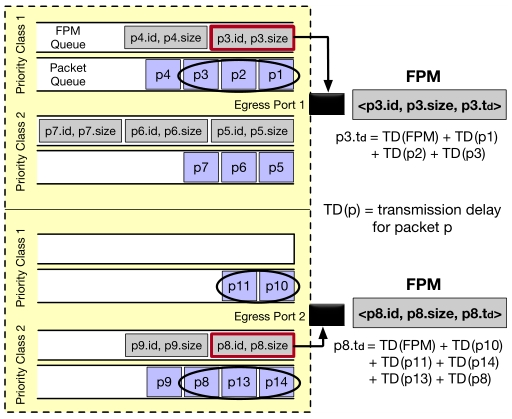 Priority Class 1
FPM
Queue
p4.id, p4.size
p3.id, p3.size
Packet
Queue
p4
p3
p2
p1
Egress Port 1
Priority Class 2
p7.id, p7.size
p6.id, p6.size
p5.id, p5.size
p7
p6
p5
FPM
<p3.id, p3.size, p3.td>
p3.td = TD(FPM) + TD(p1)
+ TD(p2) + TD(p3)
TD(p) = transmission delay
for packet p
Priority Class 1
p11
p10
Egress Port 2
Priority Class 2
p9.id, p9.size
p8.id, p8.size
p9
p8
p13
p14
FPM
<p8.id, p8.size, p8.td>
p8.td = TD(FPM) + TD(p10)
+ TD(p11) + TD(p14)
+ TD(p13) + TD(p8)